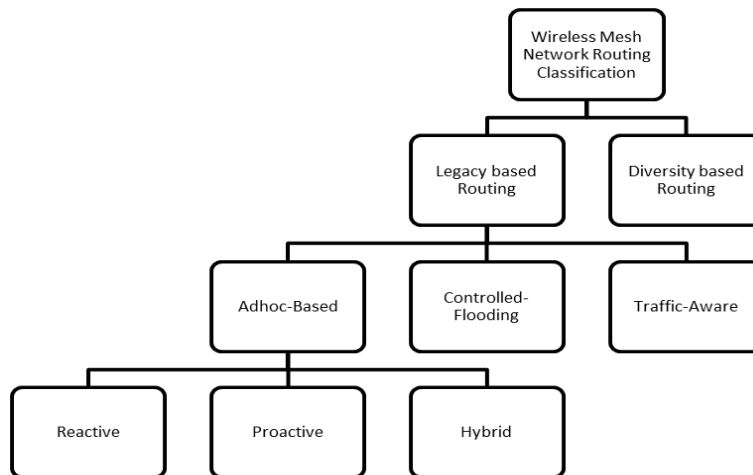 Wireless Mesh
Network Routing
Classification
Legacy based
Routing
Diversity based
Routing
Adhoc-Based
Controlled-
Flooding
Traffic-Aware
Reactive
Proactive
Hybrid